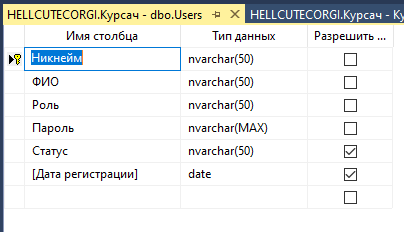 HELLCUTECORGI.Курсач - dbo.Users HELLCUTECORGI.Курсач - Ку
Имя столбца Тип данных Разрешить ...
Никнейм nvarchar(50)
ФИО nvarchar(50)
Роль nvarchar(50)
Пароль nvarchar(MAX)
Статус nvarchar(50)
[Дата регистрации] date